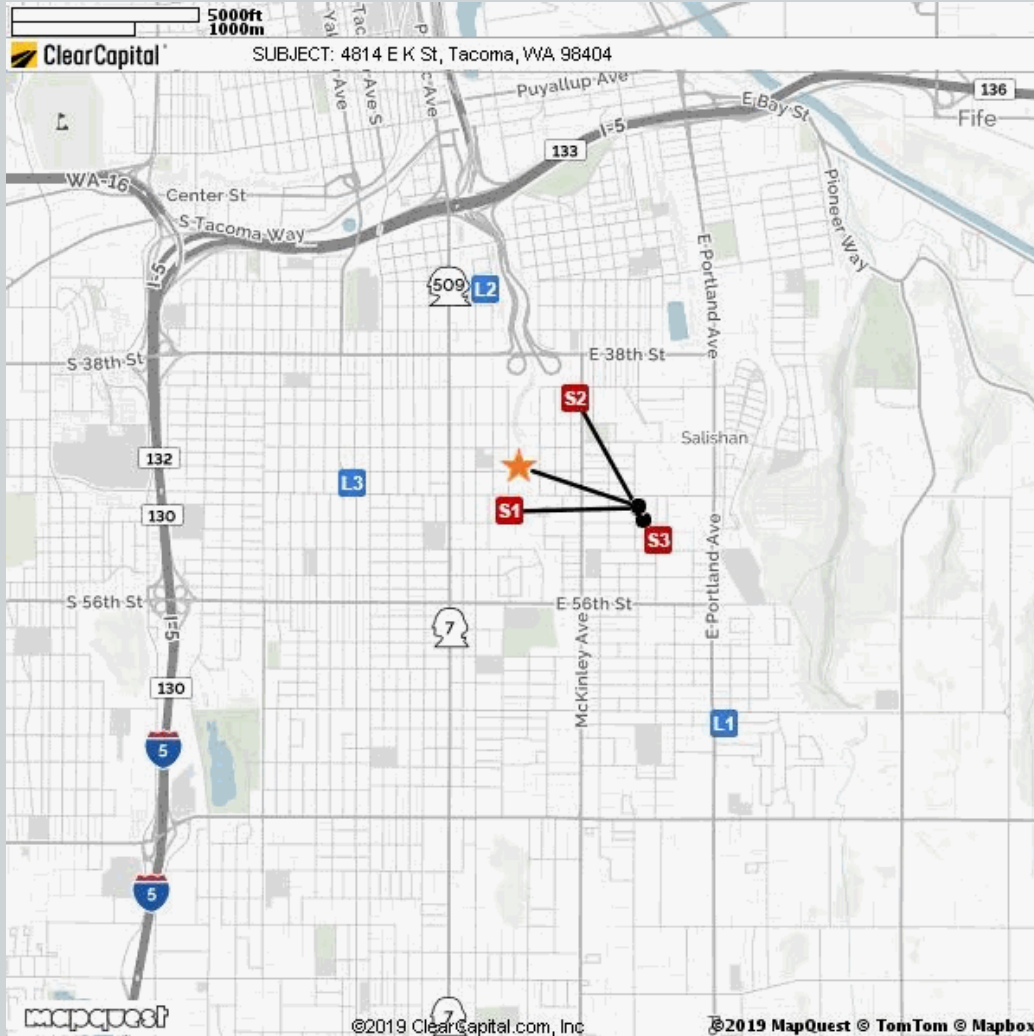 5000ft
1000m
ClearCapital
SUBJECT: 4814 E K St, Tacoma, WA 98404
Puyallup Ave
E Bay St
136
Fife
I-5
133
WA-16
Center St
S Tacoma Way
Pioneer Way
I-5
E Portland Ave
509
L2
S 38th St
E 38th St
S2
Salishan
132
L3
S1
130
S3
E Portland Ave
S 56th St
E 56th St
I-5
7
McKinley Ave
130
L1
5
5
7
mapquest
©2019 ClearCapital.com, Inc
©2019 MapQuest © TomTom © Mapbox